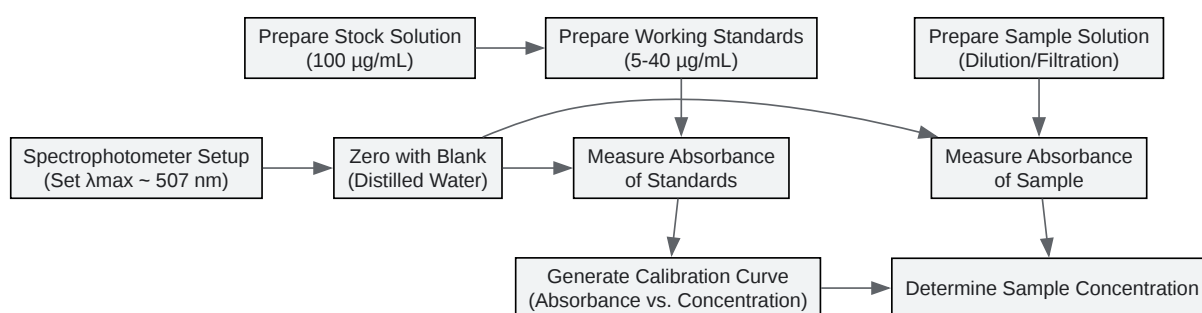 Prepare Stock Solution
(100 µg/mL)
Prepare Working Standards
(5-40 µg/mL)
Prepare Sample Solution
(Dilution/Filtration)
Spectrophotometer Setup
(Set λmax ~ 507 nm)
Zero with Blank
(Distilled Water)
Measure Absorbance
of Standards
Measure Absorbance
of Sample
Generate Calibration Curve
(Absorbance vs. Concentration)
Determine Sample Concentration